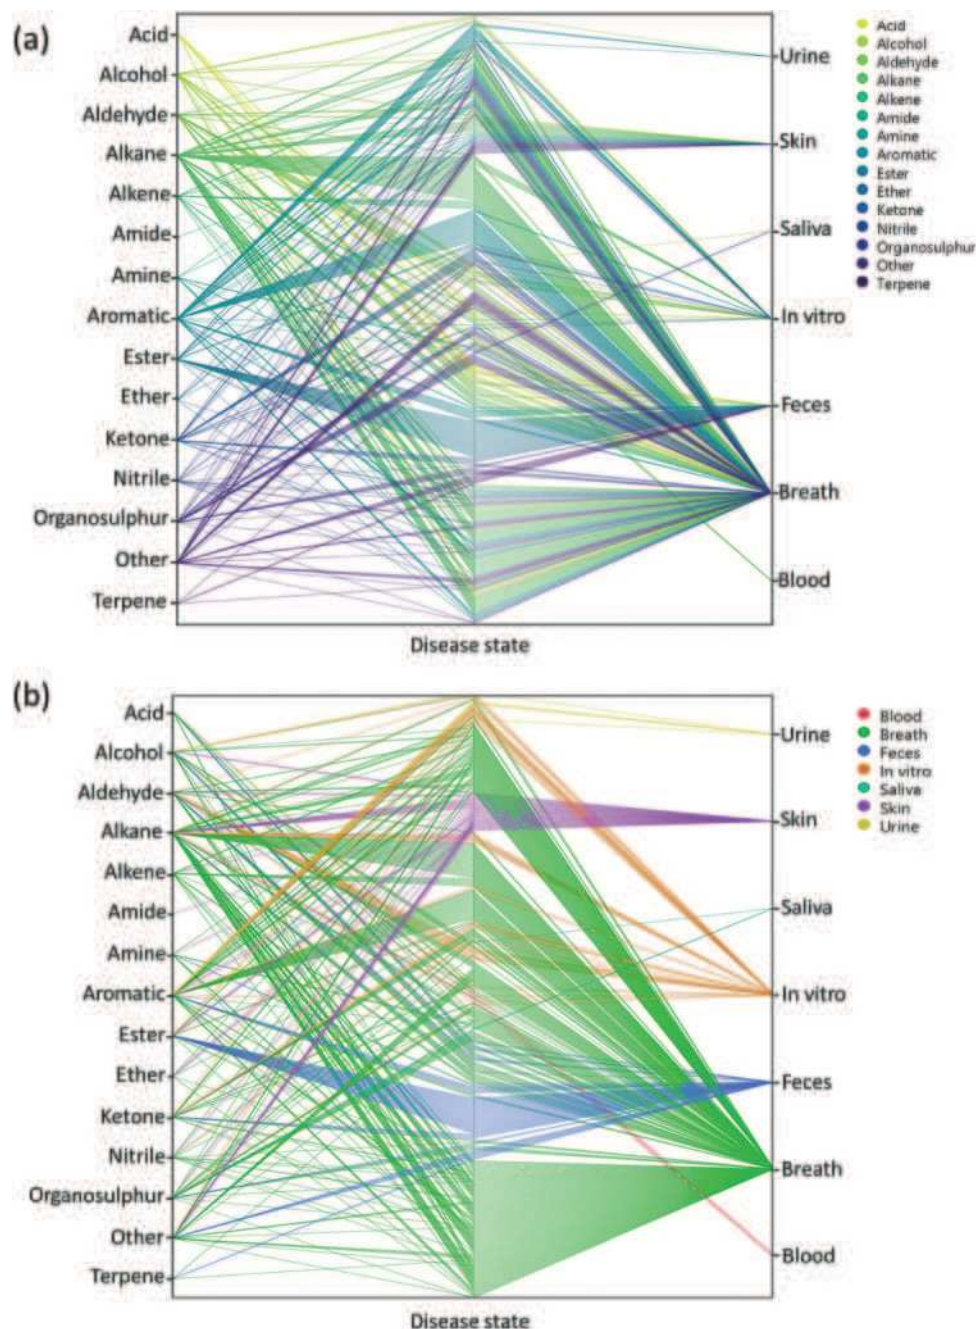 (a)
Acid
Alcohol
Aldehyde
Alkane
Alkene
Amide
Amine
Aromatic
Ester
Ether
Ketone
Nitrile
Organosulphur
Other
Terpene
Disease state
Urine
Skin
Saliva
In vitro
Feces
Breath
Blood
Acid
Alcohol
Aldehyde
Alkane
Alkene
Amide
Amine
Aromatic
Ester
Ether
Ketone
Nitrile
Organosulphur
Other
Terpene
(b)
Acid
Alcohol
Aldehyde
Alkane
Alkene
Amide
Amine
Aromatic
Ester
Ether
Ketone
Nitrile
Organosulphur
Other
Terpene
Disease state
Urine
Skin
Saliva
In vitro
Feces
Breath
Blood
Blood
Breath
Feces
In vitro
Saliva
Skin
Urine